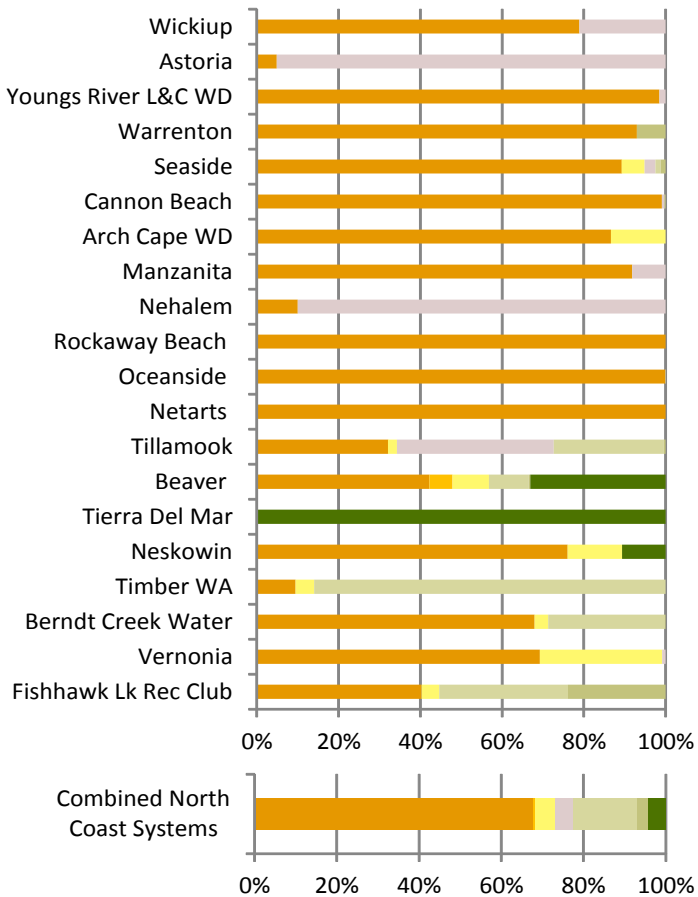 Wickiup
Astoria
Youngs River L&C WD
Warrenton
Seaside
Cannon Beach
Arch Cape WD
Manzanita
Nehalem
Rockaway Beach
Oceanside
Netarts
Tillamook
Beaver
Tierra Del Mar
Neskowin
Timber WA
Berndt Creek Water
Vernonia
Fishhawk Lk Rec Club
0% 20% 40% 60% 80% 100%
Combined North
Coast Systems
0% 20% 40% 60% 80% 100%